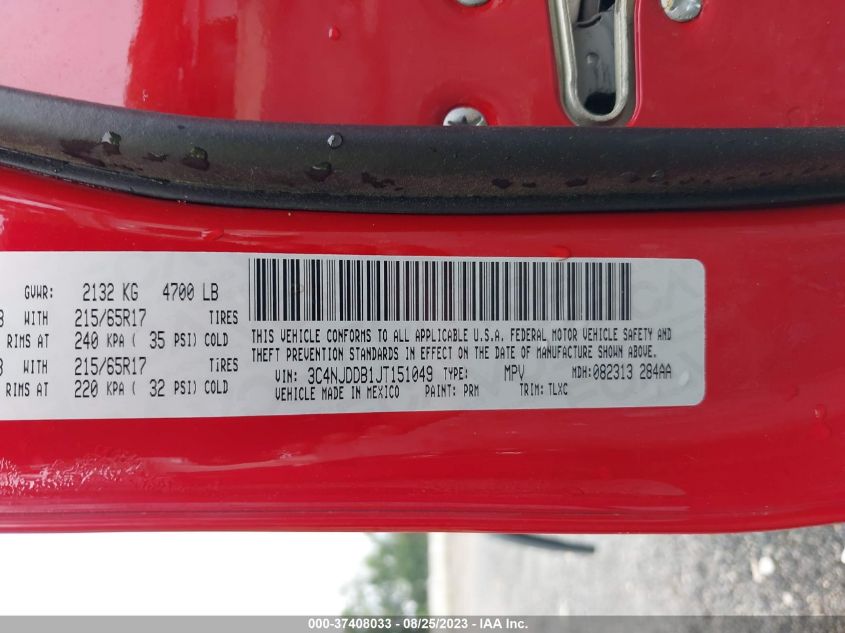 GVWR: 2132 KG 4700 LB
WITH 215/65R17 TIRES
RIMS AT 240 KPA ( 35 PSI) COLD
WITH 215/65R17 TIRES
RIMS AT 220 KPA ( 32 PSI) COLD
THIS VEHICLE CONFORMS TO ALL APPLICABLE U.S.A. FEDERAL MOTOR VEHICLE SAFETY AND
THEFT PREVENTION STANDARDS IN EFFECT ON THE DATE OF MANUFACTURE SHOWN ABOVE.
VIN: 3C4NJDDB1JT151049 TYPE: MPV MDH:082313 284AA
VEHICLE MADE IN MEXICO PAINT: PRM TRIM: TLXC
000-37408033 - 08/25/2023 - IAA Inc.